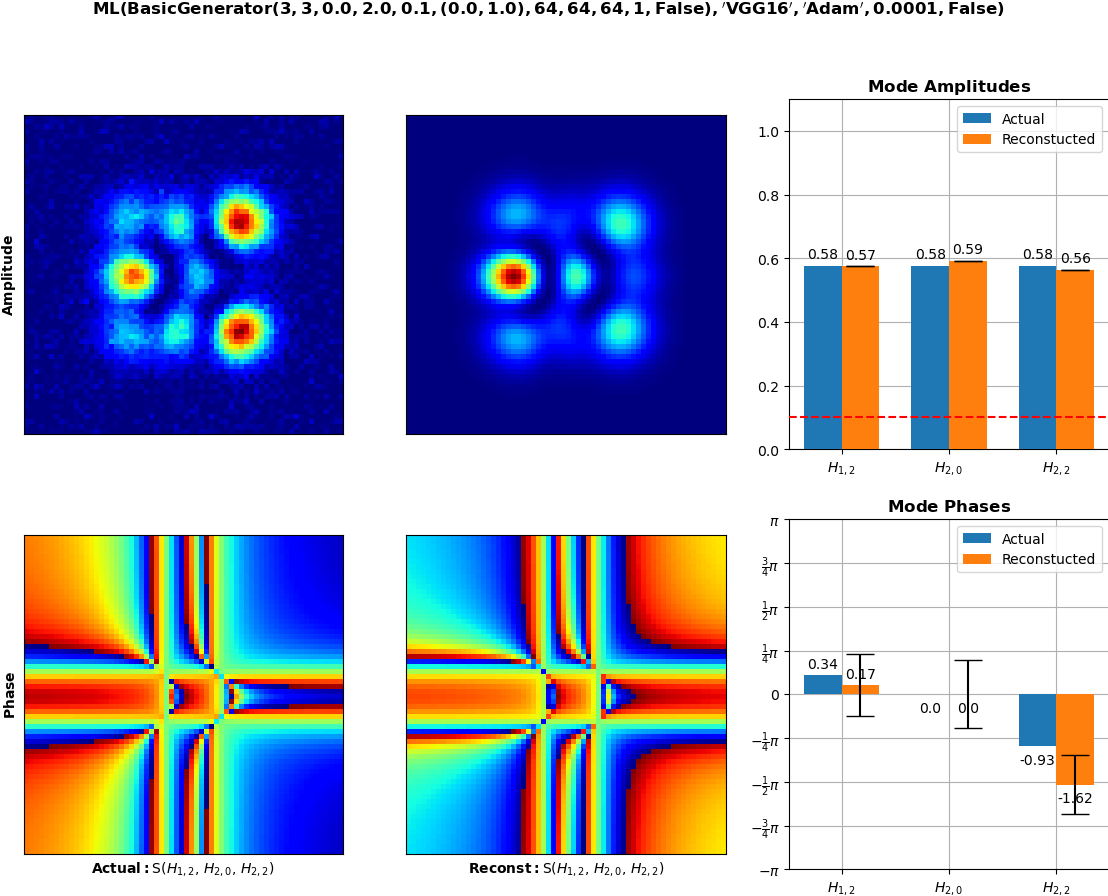 ML(BasicGenerator(3, 3, 0.0, 2.0, 0.1, (0.0, 1.0), 64, 64, 64, 1, False), ′VGG16′, ′Adam′, 0.0001, False)
Amplitude
Mode Amplitudes
Actual
Reconstucted
1.0
0.8
0.6
0.4
0.2
0.0
0.58 0.57 0.58 0.59 0.58 0.56
H1,2 H2,0 H2,2
Phase
Actual: S(H1,2, H2,0, H2,2)
Reconst: S(H1,2, H2,0, H2,2)
Mode Phases
Actual
Reconstucted
π
3/4π
1/2π
1/4π
0
−1/4π
−1/2π
−3/4π
−π
0.34 0.17 0.0 0.0 -0.93 -1.62
H1,2 H2,0 H2,2